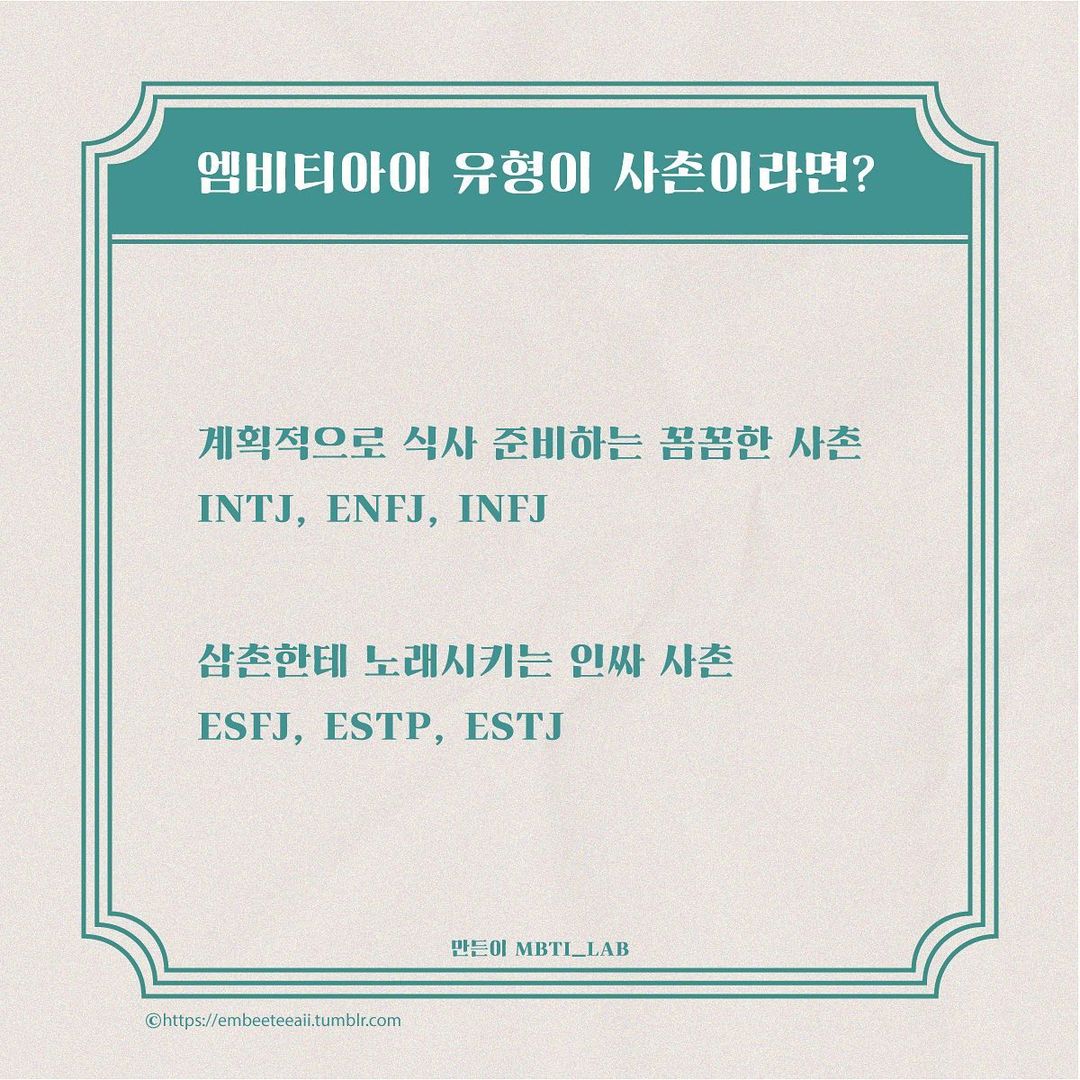 엠비티아이 유형이 사촌이라면?
계획적으로 식사 준비하는 꼼꼼한 사촌
INTJ, ENFJ, INFJ
삼촌한테 노래시키는 인싸 사촌
ESFJ, ESTP, ESTJ
만든이 MBTI_LAB
©https://embeeteeaii.tumblr.com